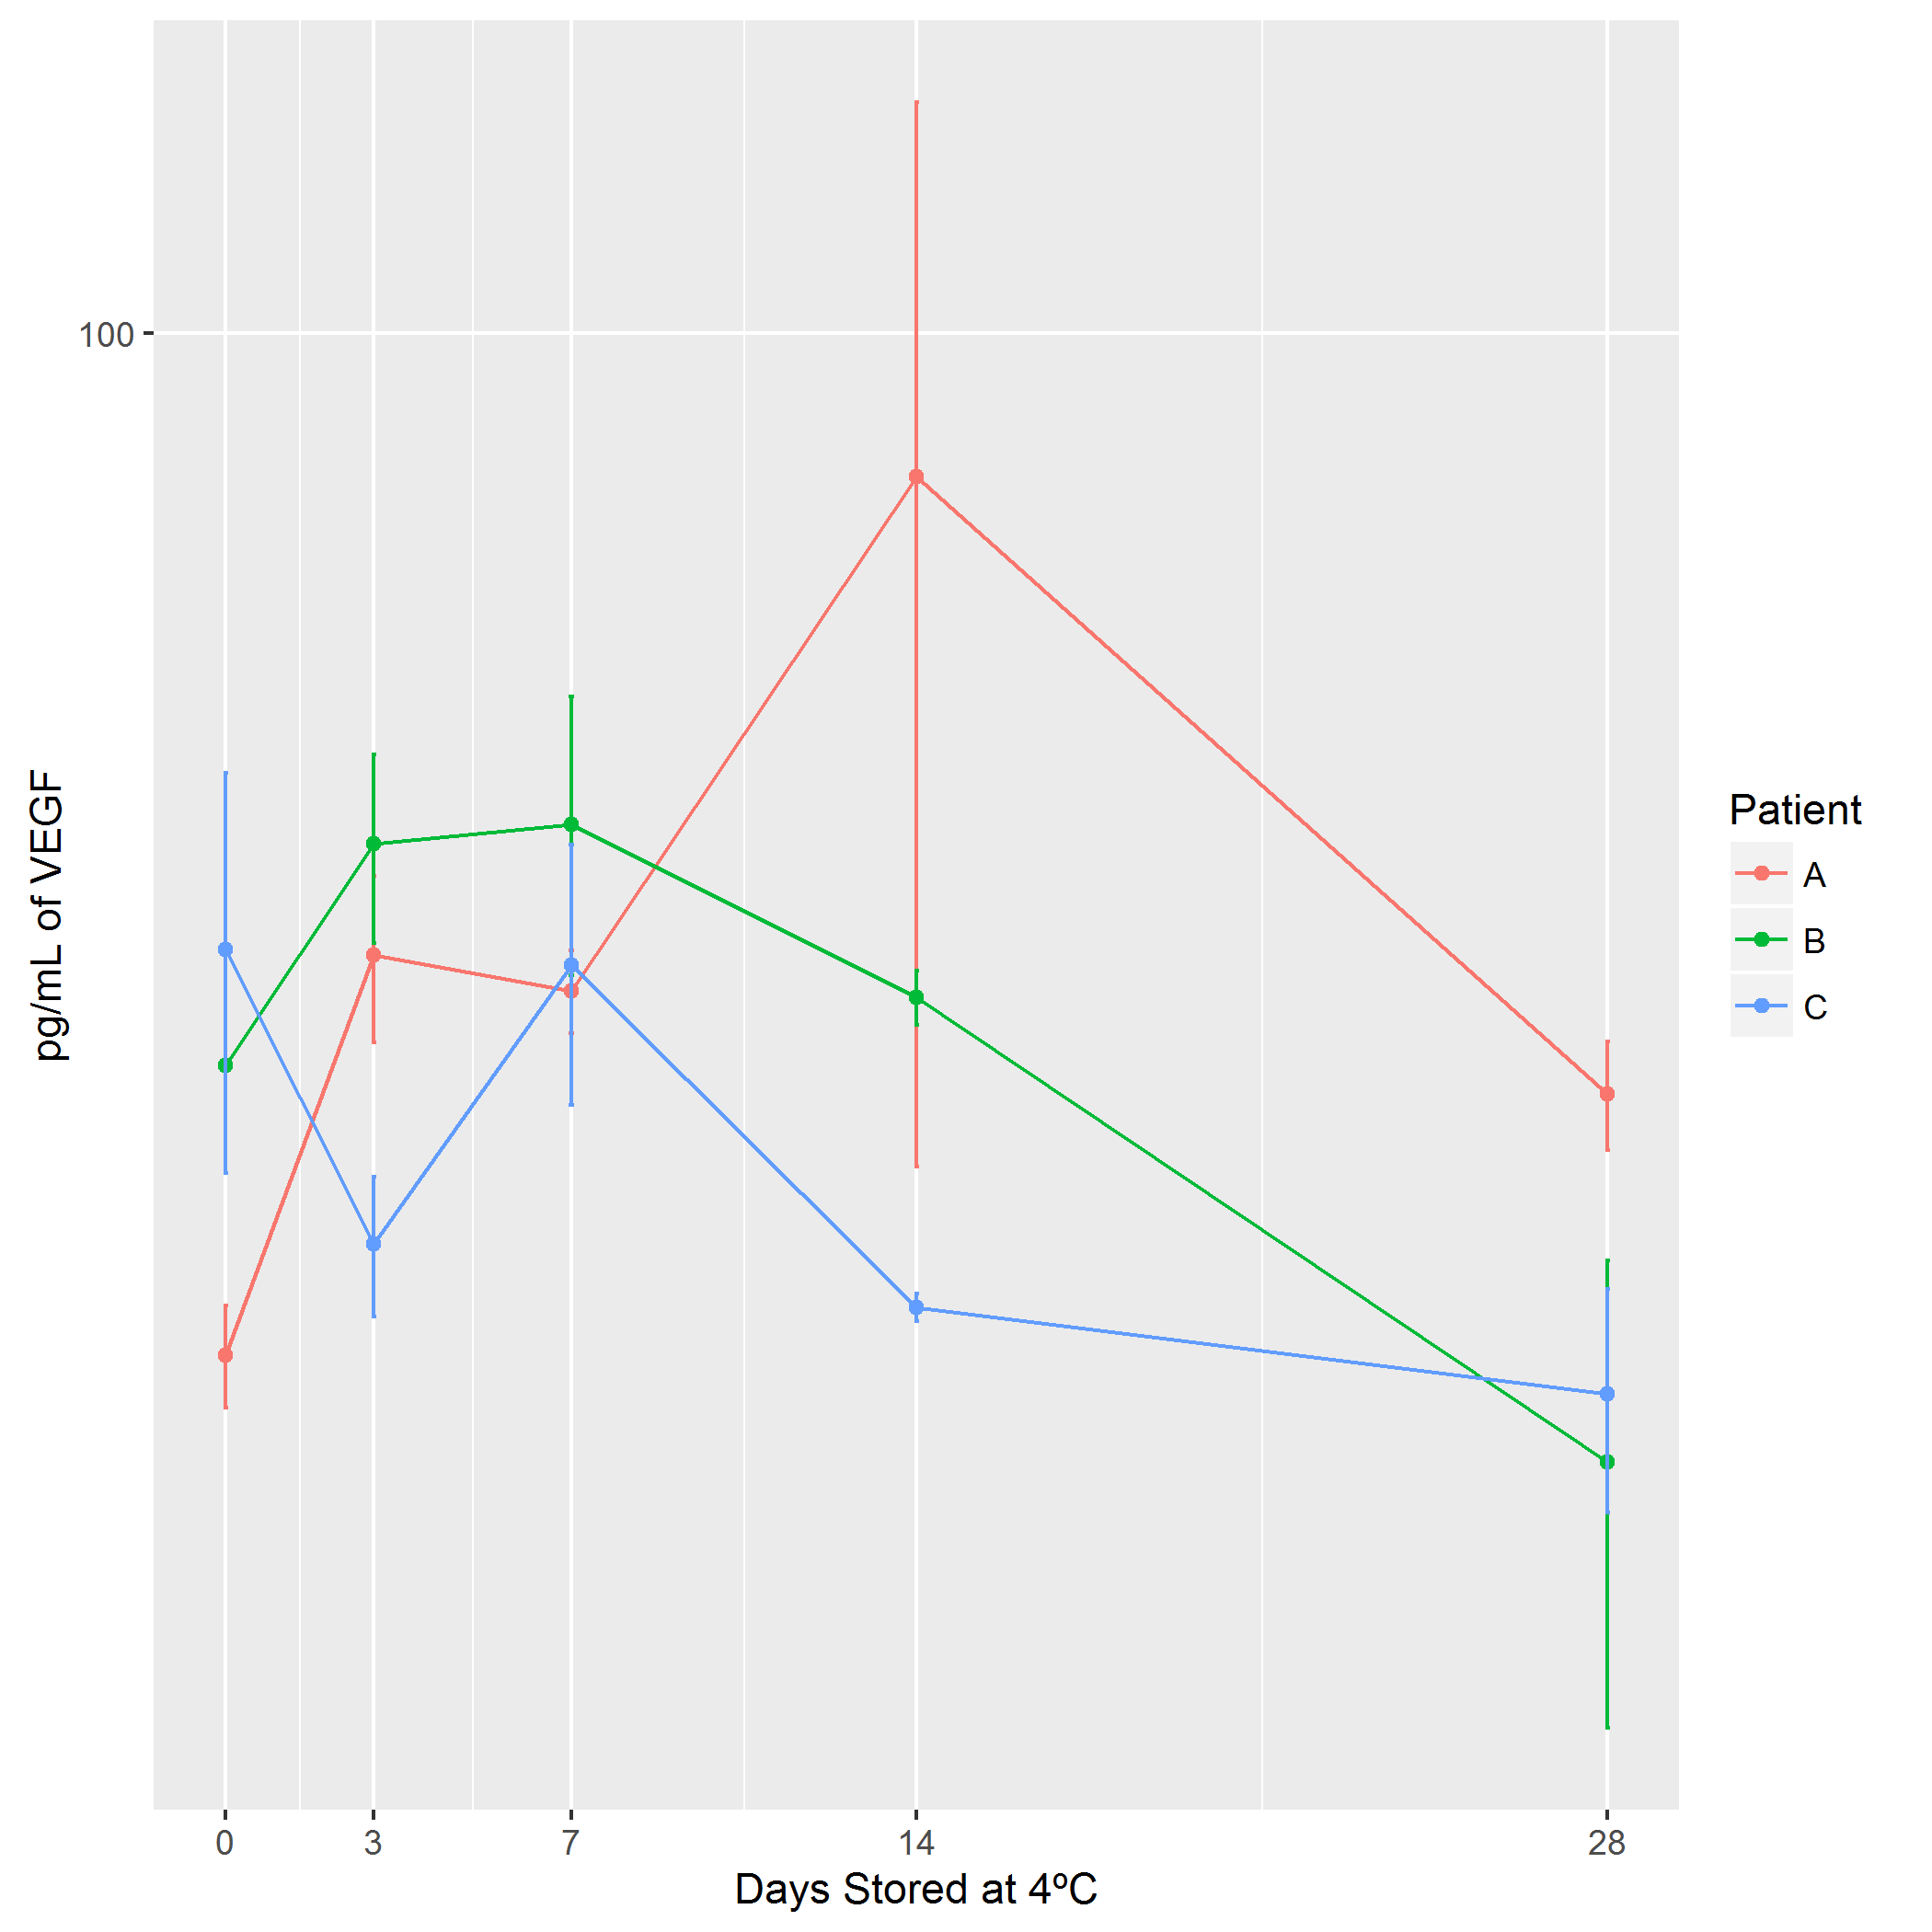 100
pg/mL of VEGF
0 3 7 14 28
Days Stored at 4ºC
Patient
A
B
C